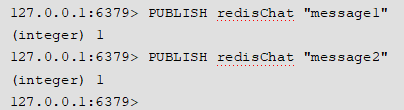 127.0.0.1:6379> PUBLISH redisChat "message1"
(integer) 1
127.0.0.1:6379> PUBLISH redisChat "message2"
(integer) 1
127.0.0.1:6379>